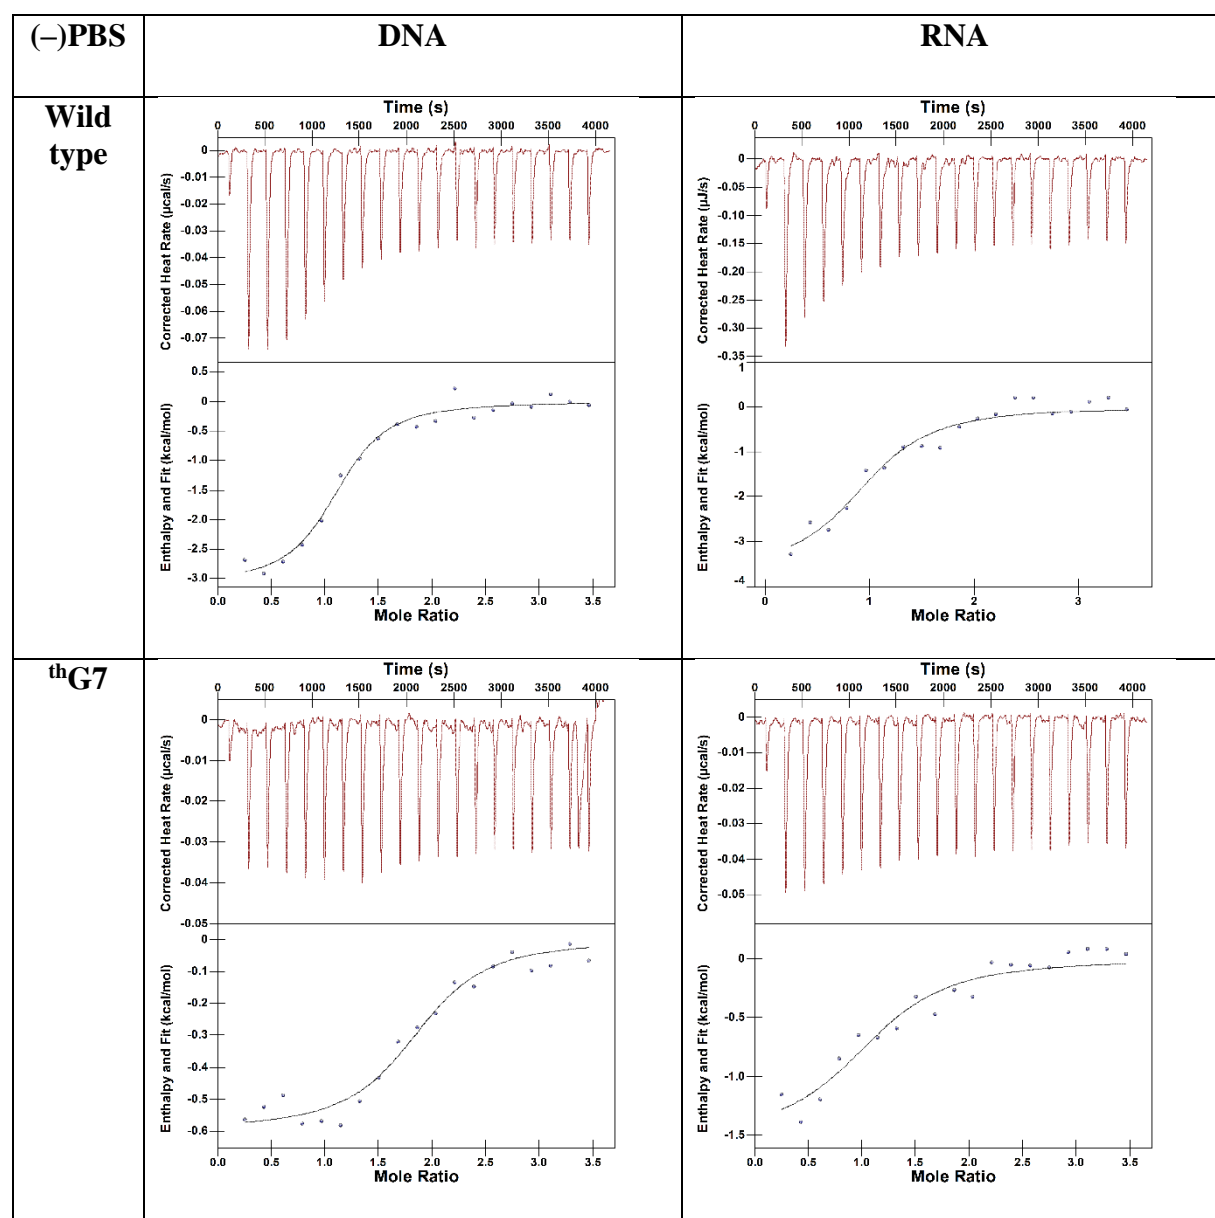 (–)PBS DNA RNA
Wild type
Time (s)
0 500 1000 1500 2000 2500 3000 3500 4000
Corrected Heat Rate (µcal/s)
0
-0.01
-0.02
-0.03
-0.04
-0.05
-0.06
-0.07
Enthalpy and Fit (kcal/mol)
0.5
0
-0.5
-1.0
-1.5
-2.0
-2.5
-3.0
0.0 0.5 1.0 1.5 2.0 2.5 3.0 3.5
Mole Ratio
Time (s)
0 500 1000 1500 2000 2500 3000 3500 4000
Corrected Heat Rate (µJ/s)
0
-0.05
-0.10
-0.15
-0.20
-0.25
-0.30
-0.35
Enthalpy and Fit (kcal/mol)
1
0
-1
-2
-3
-4
0 1 2 3
Mole Ratio
thG7
Time (s)
0 500 1000 1500 2000 2500 3000 3500 4000
Corrected Heat Rate (µcal/s)
0
-0.01
-0.02
-0.03
-0.04
-0.05
Enthalpy and Fit (kcal/mol)
0
-0.1
-0.2
-0.3
-0.4
-0.5
-0.6
0.0 0.5 1.0 1.5 2.0 2.5 3.0 3.5
Mole Ratio
Time (s)
0 500 1000 1500 2000 2500 3000 3500 4000
Corrected Heat Rate (µcal/s)
0
-0.01
-0.02
-0.03
-0.04
-0.05
Enthalpy and Fit (kcal/mol)
0
-0.5
-1.0
-1.5
0.0 0.5 1.0 1.5 2.0 2.5 3.0 3.5
Mole Ratio